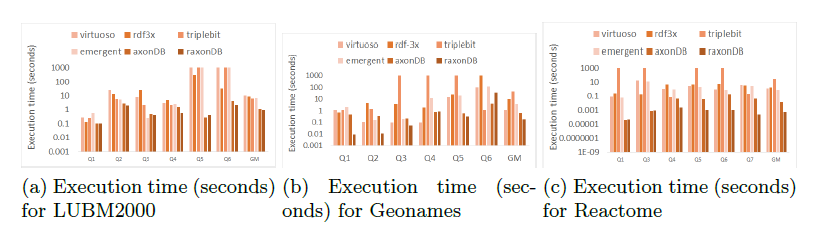 virtuoso rdf3x triplebit
emergent axonDB raxonDB
Execution time (seconds)
1000
100
10
1
0.1
0.01
0.001
Q1 Q2 Q3 Q4 Q5 Q6 GM
(a) Execution time (seconds)
for LUBM2000
virtuoso rdf-3x triplebit
emergent axonDB raxonDB
Execution time (seconds)
1000
100
10
1
0.1
0.01
0.001
Q1 Q2 Q3 Q4 Q5 Q6 GM
(b) Execution time (sec-
onds) for Geonames
virtuoso rdf3x triplebit
emergent axonDB raxonDB
Execution time (seconds)
1000
10
0.1
0.001
0.00001
0.0000001
1E-09
Q1 Q2 Q3 Q4 Q5 Q6 Q7 GM
(c) Execution time (seconds)
for Reactome